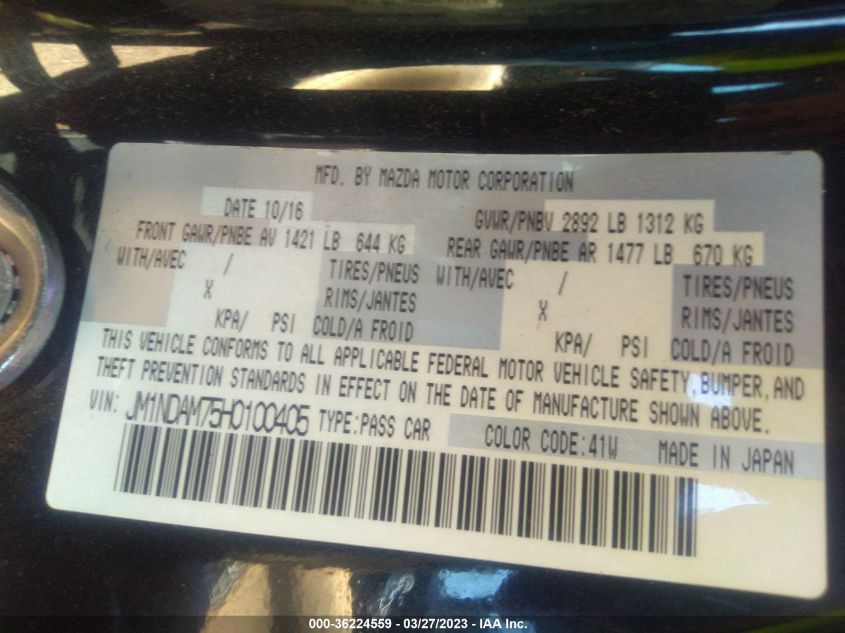 MFD. BY MAZDA MOTOR CORPORATION
DATE 10/16 GVWR/PNBV 2892 LB 1312 KG
FRONT GAWR/PNBE AV 1421 LB 644 KG REAR GAWR/PNBE AR 1477 LB 670 KG
WITH/AVEC / TIRES/PNEUS WITH/AVEC / TIRES/PNEUS
X RIMS/JANTES X RIMS/JANTES
KPA/ PSI COLD/A FROID KPA/ PSI COLD/A FROID
THIS VEHICLE CONFORMS TO ALL APPLICABLE FEDERAL MOTOR VEHICLE SAFETY, BUMPER, AND
THEFT PREVENTION STANDARDS IN EFFECT ON THE DATE OF MANUFACTURE SHOWN ABOVE.
VIN: JM1NDAM75H0100405 TYPE:PASS CAR COLOR CODE:41W MADE IN JAPAN
000-36224559 — 03/27/2023 — IAA Inc.